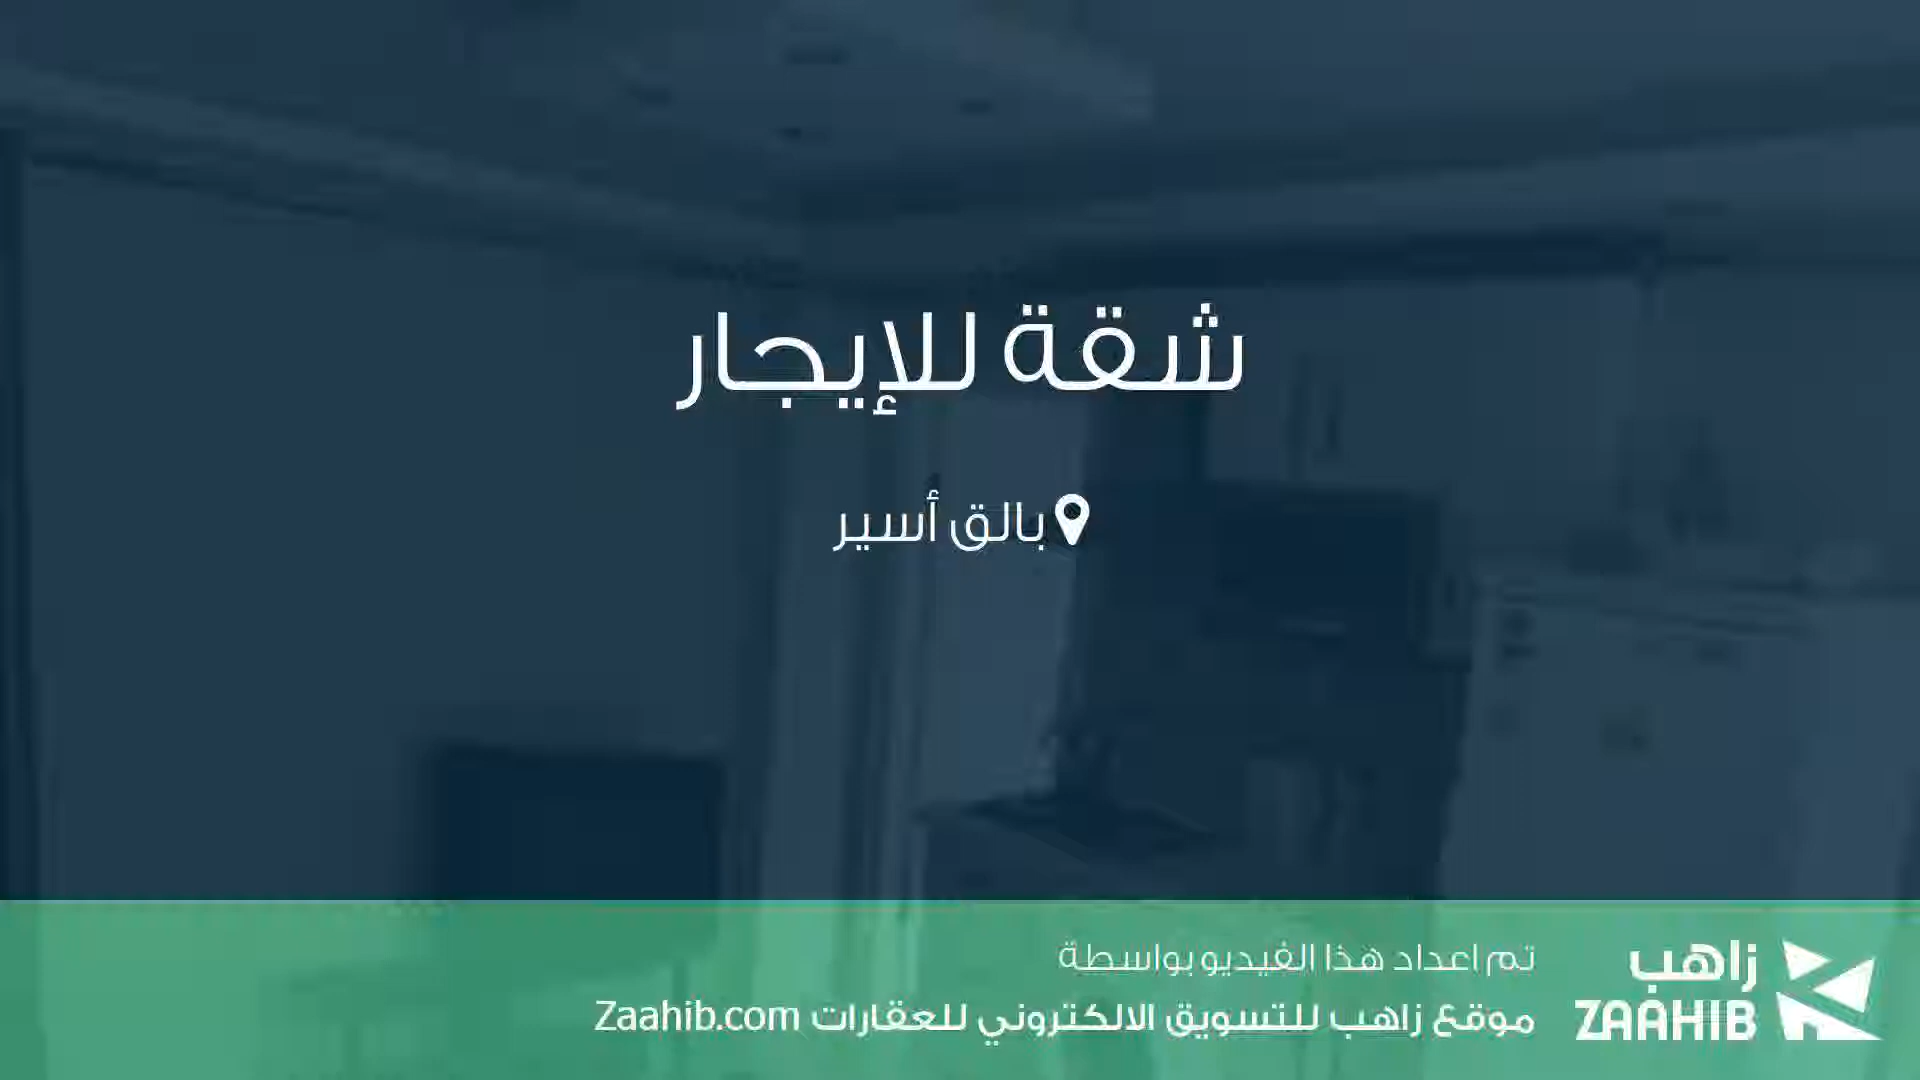 شقة للإيجار
بالق أسير
تم اعداد هذا الفيديو بواسطة
موقع زاهب للتسويق الالكتروني للعقارات Zaahib.com
زاهب
ZAAHIB